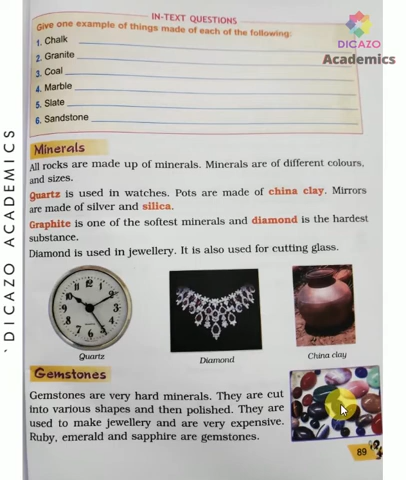 IN-TEXT QUESTIONS
Give one example of things made of each of the following:
1. Chalk
2. Granite
3. Coal
4. Marble
5. Slate
6. Sandstone
DICAZO
Academics
Minerals
All rocks are made up of minerals. Minerals are of different colours,
and sizes.
Quartz is used in watches. Pots are made of china clay. Mirrors
are made of silver and silica.
Graphite is one of the softest minerals and diamond is the hardest
substance.
Diamond is used in jewellery. It is also used for cutting glass.
Quartz
Diamond
China clay
Gemstones
Gemstones are very hard minerals. They are cut
into various shapes and then polished. They are
used to make jewellery and are very expensive.
Ruby, emerald and sapphire are gemstones.
89
'DICAZO ACADEMICS